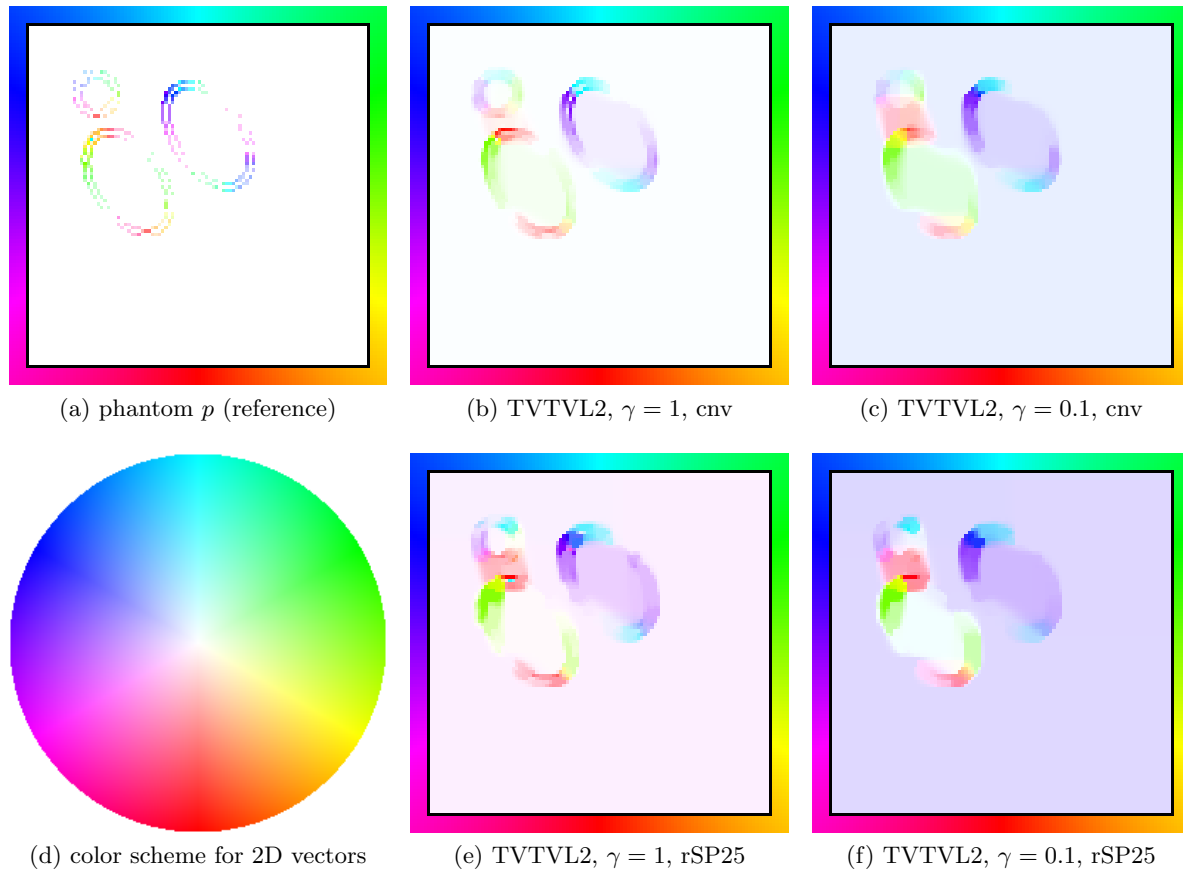 (a) phantom p (reference)
(b) TVTVL2, γ = 1, cnv
(c) TVTVL2, γ = 0.1, cnv
(d) color scheme for 2D vectors
(e) TVTVL2, γ = 1, rSP25
(f) TVTVL2, γ = 0.1, rSP25